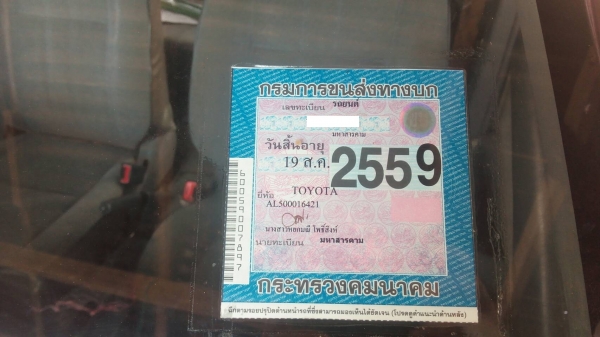 กรมการขนส่งทางบก
เลขทะเบียน รถยนต์
มหาสารคาม
วันสิ้นอายุ
19 ส.ค. 2559
ยี่ห้อ TOYOTA
AL500016421
นายทะเบียน มหาสารคาม
กระทรวงคมนาคม
60059007897